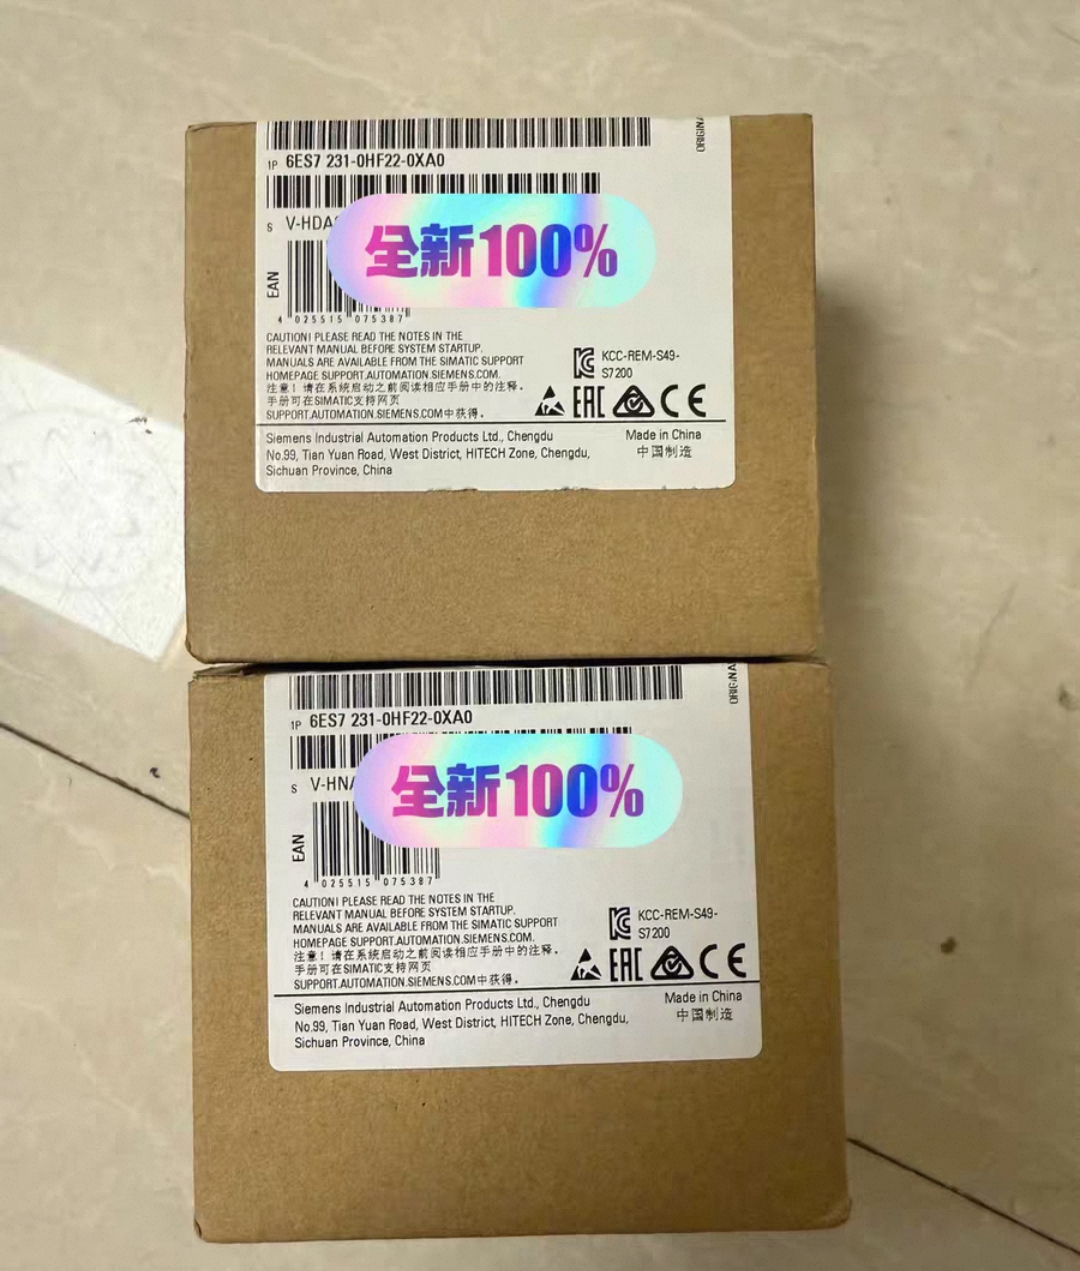 ORIGINA
1P 6ES7 231-0HF22-0XA0
S V-HDA
全新100%
EAN
4 025515 075387
CAUTION! PLEASE READ THE NOTES IN THE
RELEVANT MANUAL BEFORE SYSTEM STARTUP.
MANUALS ARE AVAILABLE FROM THE SIMATIC SUPPORT
HOMEPAGE SUPPORT.AUTOMATION.SIEMENS.COM.
注意！请在系统启动之前阅读相应手册中的注释。
手册可在SIMATIC支持网页
SUPPORT.AUTOMATION.SIEMENS.COM中获得。
KCC-REM-S49-
S7200
EAC CE
Siemens Industrial Automation Products Ltd., Chengdu
No.99, Tian Yuan Road, West District, HITECH Zone, Chengdu,
Sichuan Province, China
Made in China
中国制造
ORIGINA
1P 6ES7 231-0HF22-0XA0
S V-HNA
全新100%
EAN
4 025515 075387
CAUTION! PLEASE READ THE NOTES IN THE
RELEVANT MANUAL BEFORE SYSTEM STARTUP.
MANUALS ARE AVAILABLE FROM THE SIMATIC SUPPORT
HOMEPAGE SUPPORT.AUTOMATION.SIEMENS.COM.
注意！请在系统启动之前阅读相应手册中的注释。
手册可在SIMATIC支持网页
SUPPORT.AUTOMATION.SIEMENS.COM中获得。
KCC-REM-S49-
S7200
EAC CE
Siemens Industrial Automation Products Ltd., Chengdu
No.99, Tian Yuan Road, West District, HITECH Zone, Chengdu,
Sichuan Province, China
Made in China
中国制造